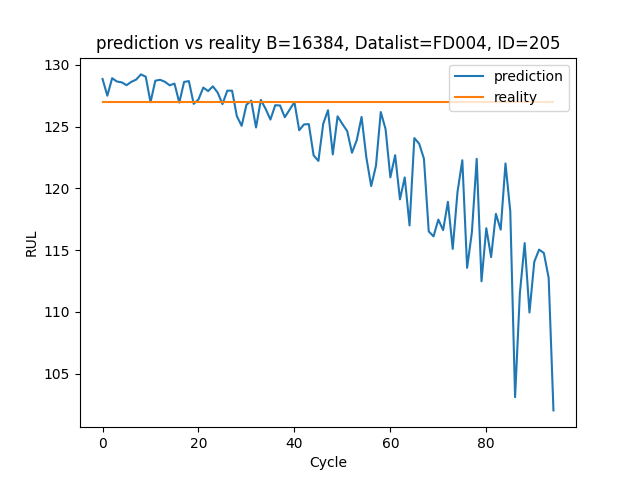 prediction vs reality B=16384, Datalist=FD004, ID=205
prediction
reality
130
125
120
115
110
105
RUL
0 20 40 60 80
Cycle